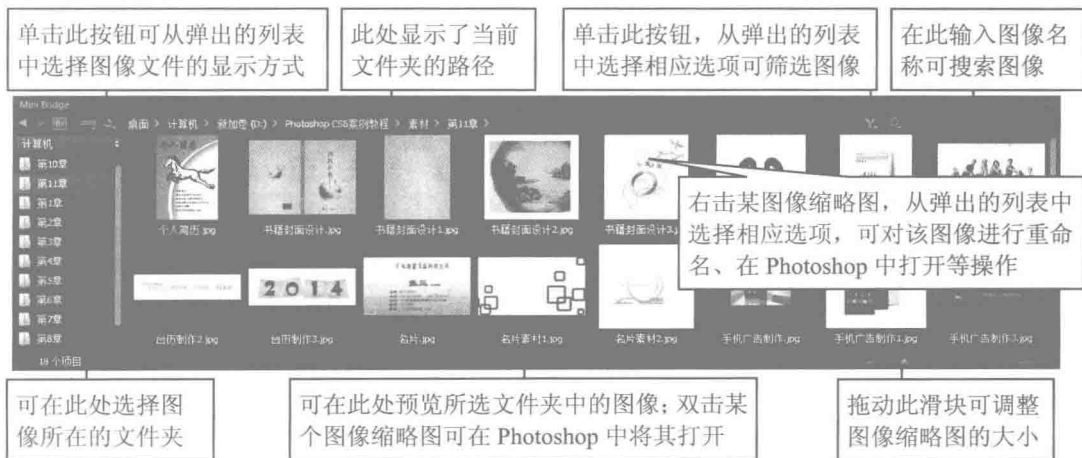 单击此按钮可从弹出的列表
中选择图像文件的显示方式
此处显示了当前
文件夹的路径
单击此按钮，从弹出的列表
中选择相应选项可筛选图像
在此输入图像名
称可搜索图像
Mini Bridge
桌面 > 计算机 > 新加卷 (D:) > Photoshop CS6案例教程 > 素材 > 第11章 >
计算机
第10章
第11章
第1章
第2章
第3章
第4章
第5章
第6章
第7章
第8章
个人简历.jpg
书籍封面设计.jpg
书籍封面设计1.jpg
书籍封面设计2.jpg
书籍封面设计3.j
右击某图像缩略图，从弹出的列表中
选择相应选项，可对该图像进行重命
名、在 Photoshop 中打开等操作
2014
台历制作2.jpg
台历制作3.jpg
名片.jpg
名片素材1.jpg
名片素材2.jpg
手机广告制作.jpg
手机广告制作1.jpg
手机广告制作3.jpg
18 个项目
可在此处选择图
像所在的文件夹
可在此处预览所选文件夹中的图像；双击某
个图像缩略图可在 Photoshop 中将其打开
拖动此滑块可调整
图像缩略图的大小